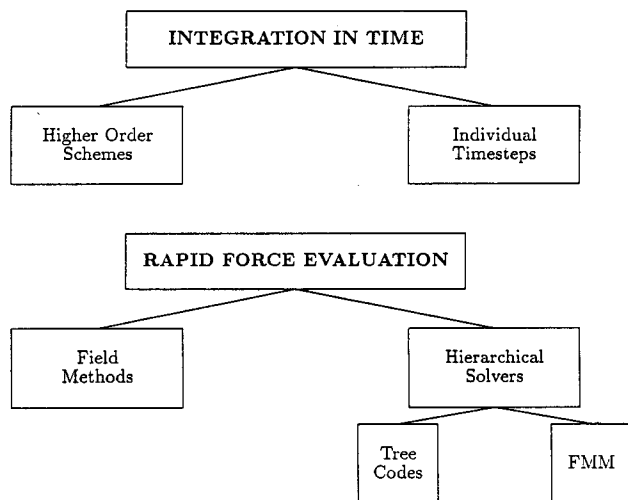 INTEGRATION IN TIME
Higher Order
Schemes
Individual
Timesteps
RAPID FORCE EVALUATION
Field
Methods
Hierarchical
Solvers
Tree
Codes
FMM